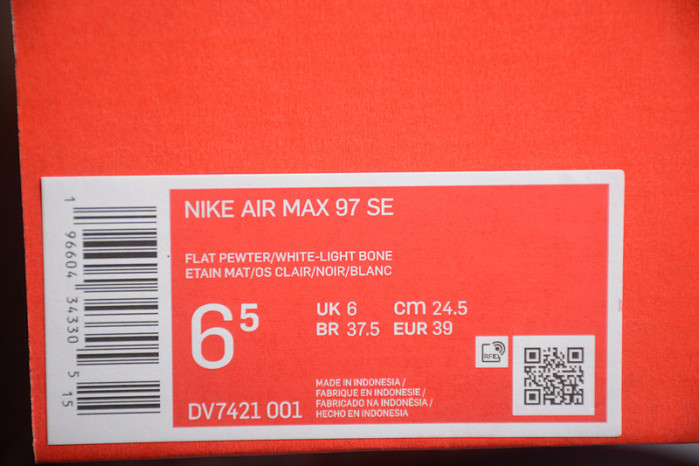 NIKE AIR MAX 97 SE
FLAT PEWTER/WHITE-LIGHT BONE
ETAIN MAT/OS CLAIR/NOIR/BLANC
6⁵
UK 6 cm 24.5
BR 37.5 EUR 39
RFID
MADE IN INDONESIA /
FABRIQUE EN INDONESIE /
FABRICADO NA INDONÉSIA /
HECHO EN INDONESIA
DV7421 001
1 96604 34330 5 15